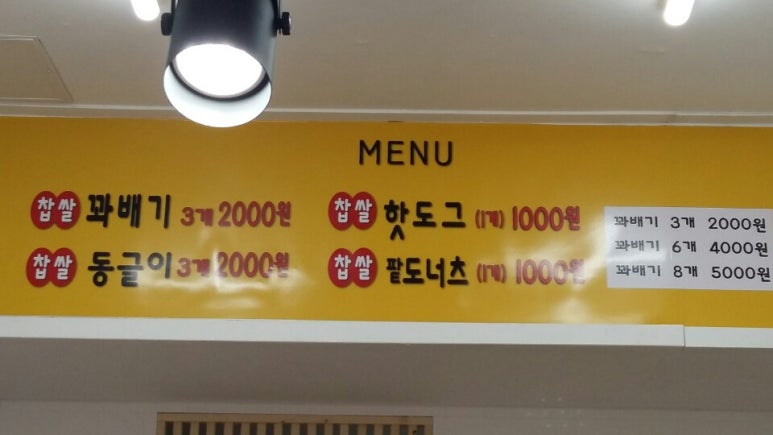 MENU
찹쌀 꽈배기 3개 2000원
찹쌀 동글이 3개 2000원
찹쌀 핫도그 (1개) 1000원
찹쌀 팥도너츠 (1개) 1000원
꽈배기 3개 2000원
꽈배기 6개 4000원
꽈배기 8개 5000원